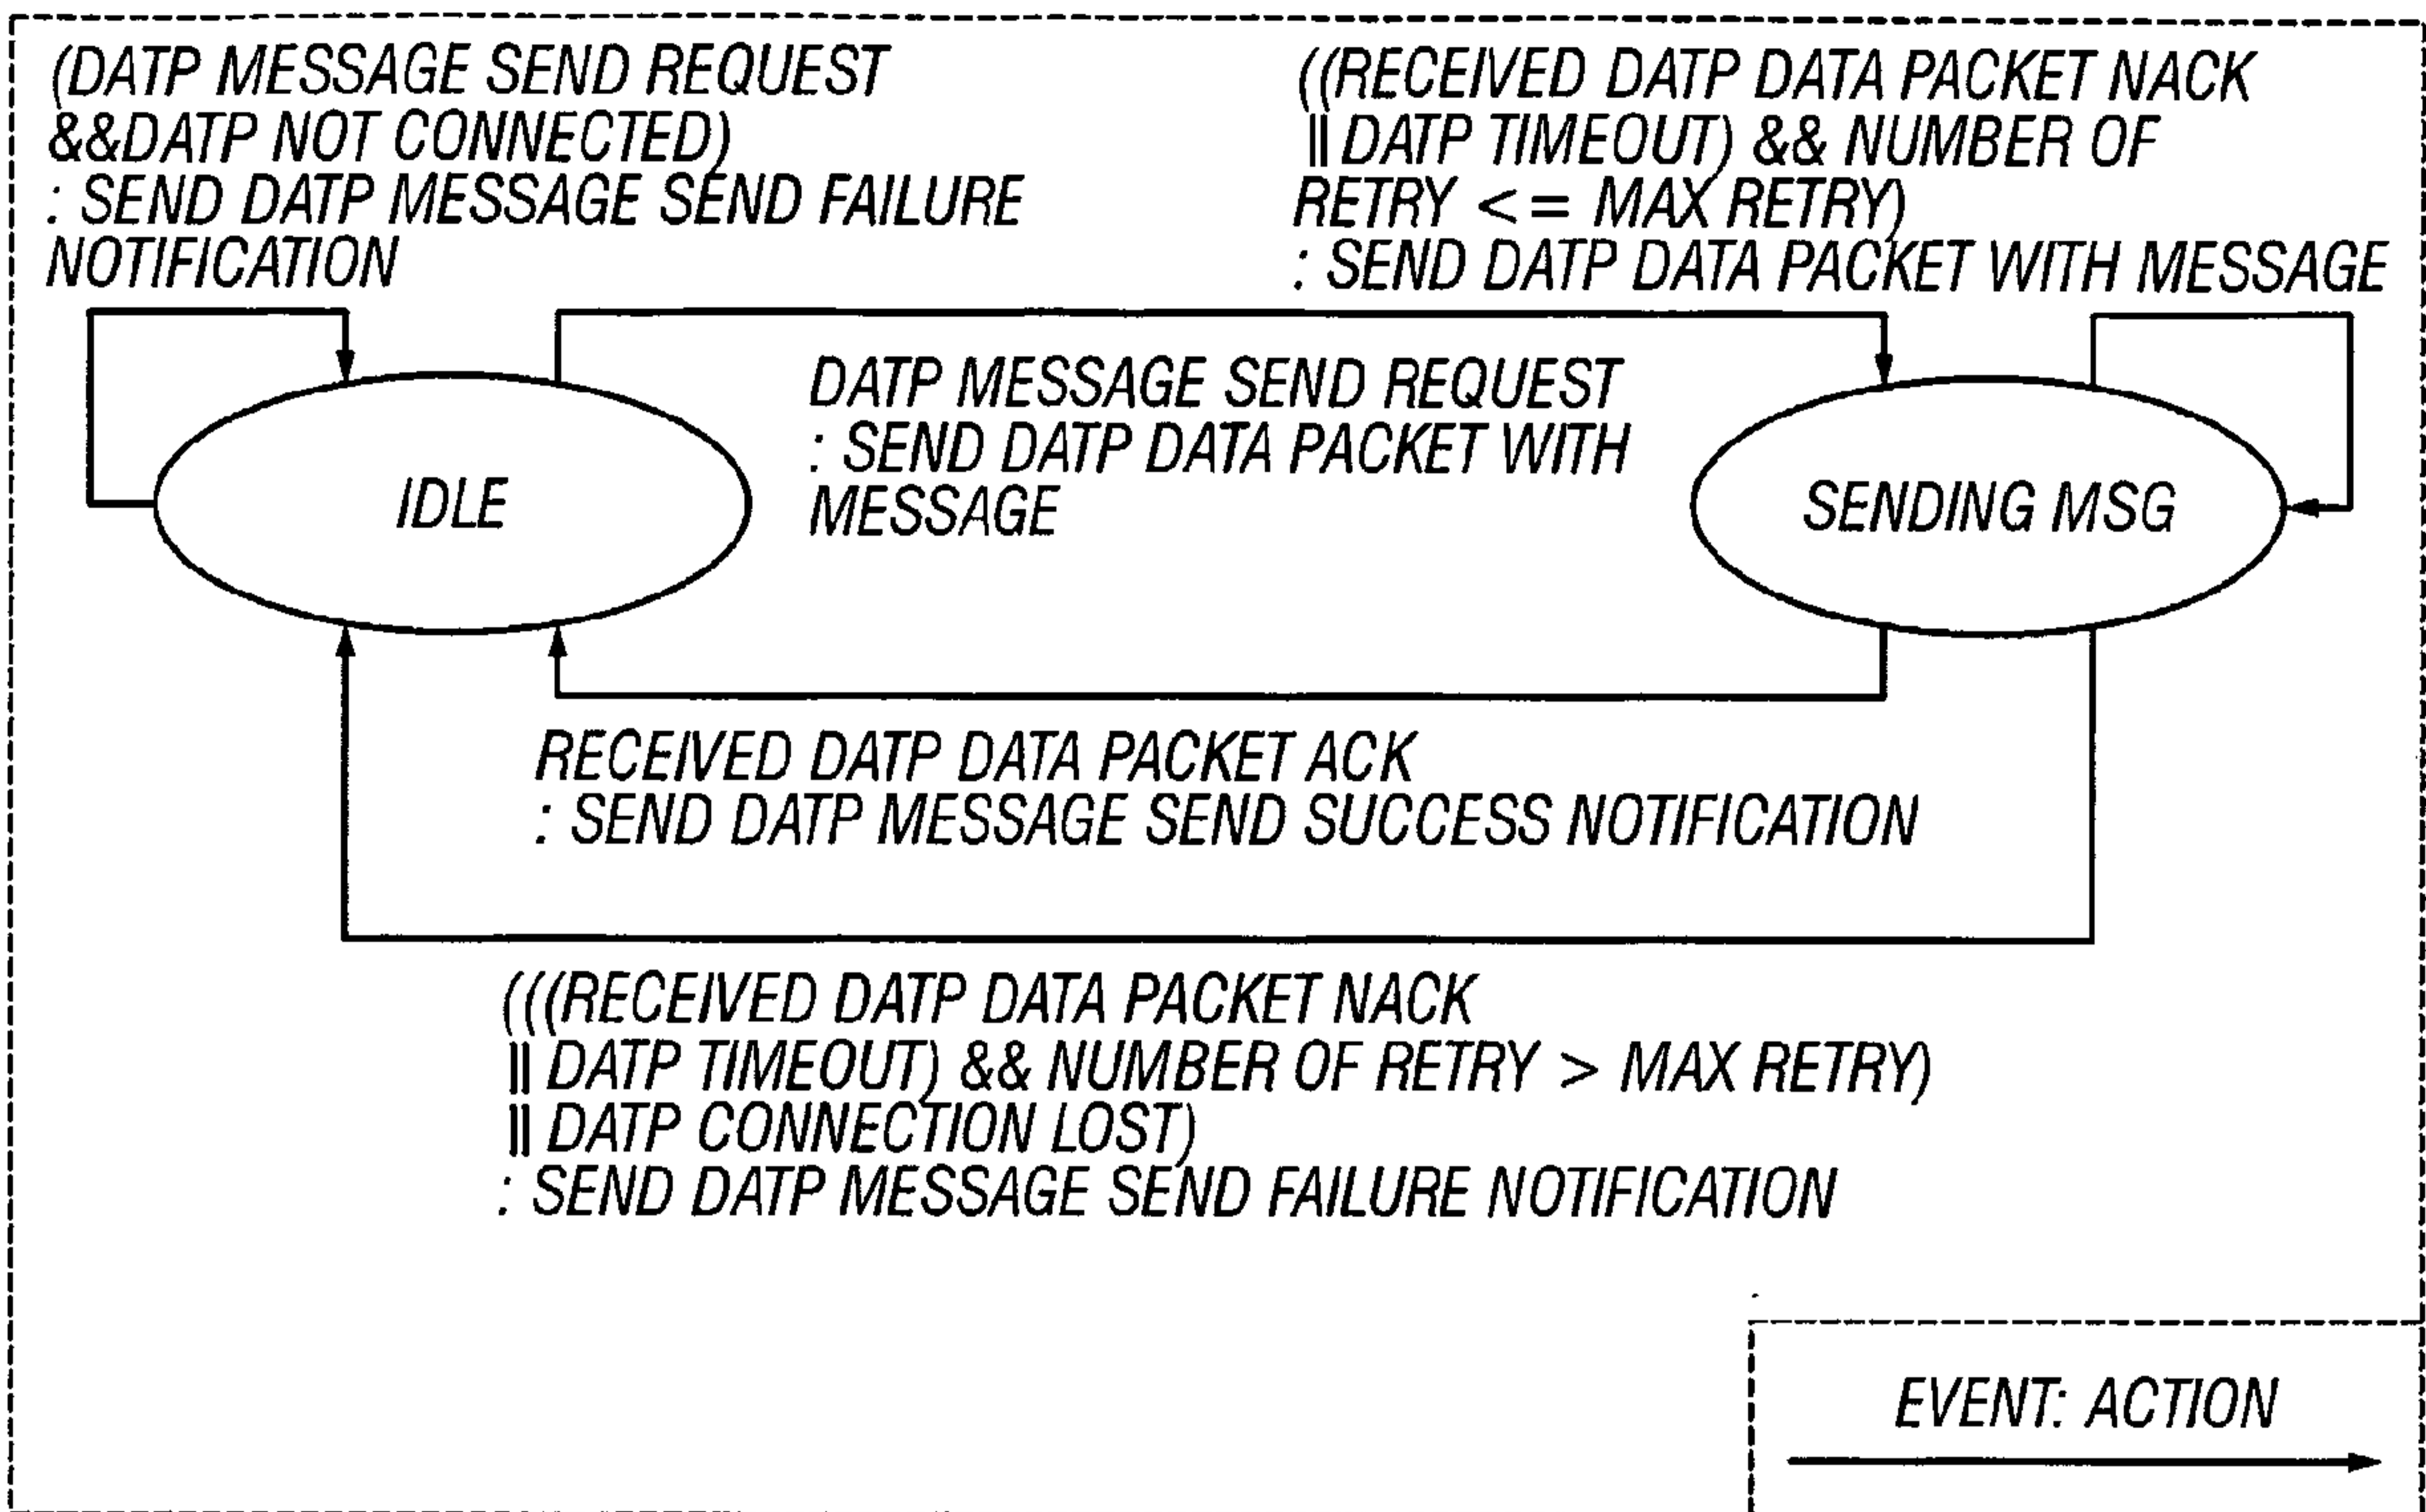 (DATP MESSAGE SEND REQUEST
&&DATP NOT CONNECTED)
: SEND DATP MESSAGE SEND FAILURE
NOTIFICATION
((RECEIVED DATP DATA PACKET NACK
|| DATP TIMEOUT) && NUMBER OF
RETRY <= MAX RETRY)
: SEND DATP DATA PACKET WITH MESSAGE
DATP MESSAGE SEND REQUEST
: SEND DATP DATA PACKET WITH
MESSAGE
IDLE
SENDING MSG
RECEIVED DATP DATA PACKET ACK
: SEND DATP MESSAGE SEND SUCCESS NOTIFICATION
(((RECEIVED DATP DATA PACKET NACK
|| DATP TIMEOUT) && NUMBER OF RETRY > MAX RETRY)
|| DATP CONNECTION LOST)
: SEND DATP MESSAGE SEND FAILURE NOTIFICATION
EVENT: ACTION